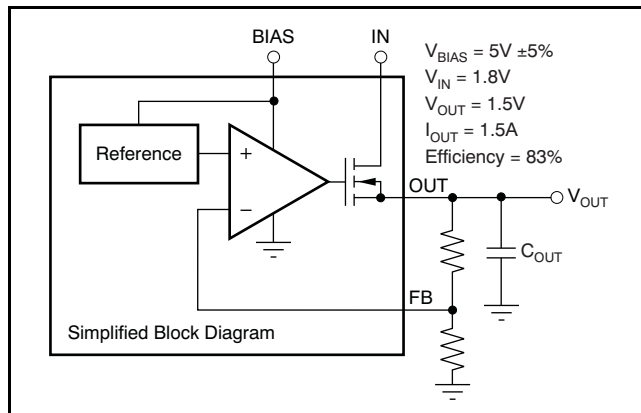 BIAS
IN
V_BIAS = 5V ±5%
V_IN = 1.8V
V_OUT = 1.5V
I_OUT = 1.5A
Efficiency = 83%
Reference
+
−
OUT
V_OUT
C_OUT
FB
Simplified Block Diagram